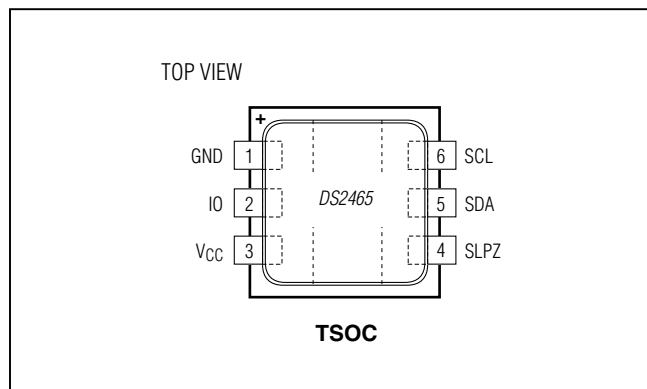 TOP VIEW
+
GND 1 6 SCL
IO 2 DS2465 5 SDA
VCC 3 4 SLPZ
TSOC